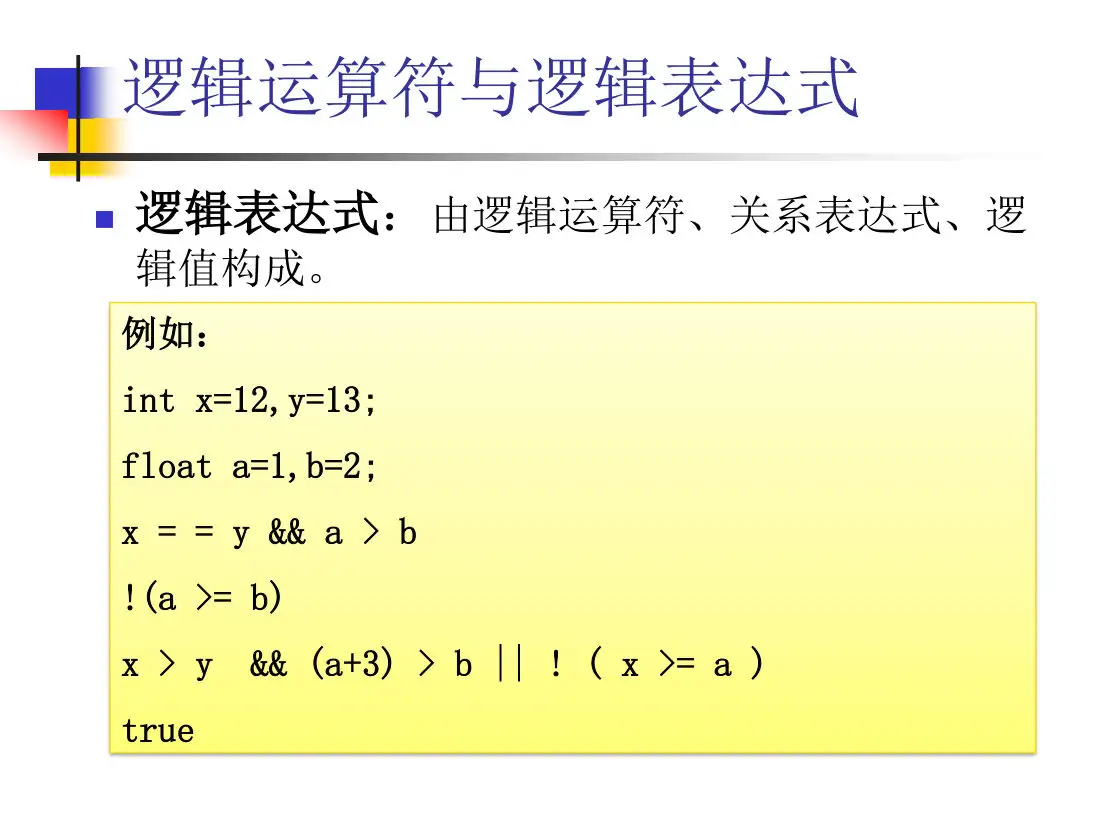 逻辑运算符与逻辑表达式
逻辑表达式： 由逻辑运算符、关系表达式、逻
辑值构成。
例如：
int x=12,y=13;
float a=1,b=2;
x = = y && a > b
!(a >= b)
x > y  && (a+3) > b || ! ( x >= a )
true